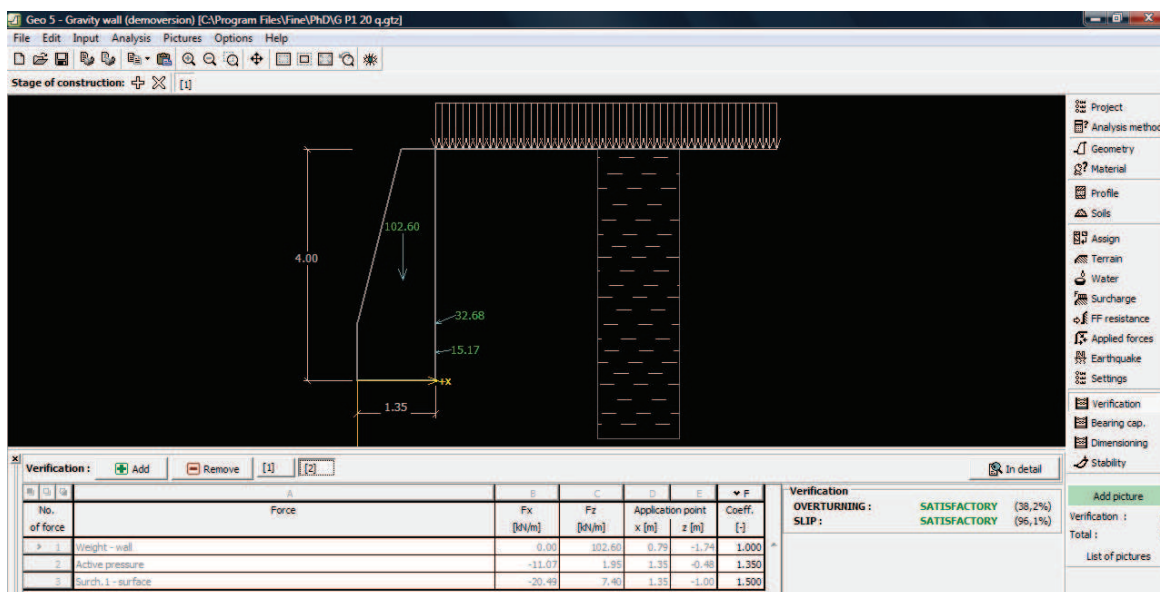 Geo 5 - Gravity wall (demoversion) [C:\Program Files\Fine\PhD\G P1 20 q.gtz]
File Edit Input Analysis Pictures Options Help
Stage of construction: [1]
102.60
4.00
32.68
15.17
+x
1.35
Project
Analysis method
Geometry
Material
Profile
Soils
Assign
Terrain
Water
Surcharge
FF resistance
Applied forces
Earthquake
Settings
Verification
Bearing cap.
Dimensioning
Stability
Add picture
Verification :
Total :
List of pictures
Verification : Add Remove [1] [2] In detail
A B C D E F
No. Force Fx Fz Application point Coeff.
of force [kN/m] [kN/m] x [m] z [m] [-]
1 Weight - wall 0.00 102.60 0.79 -1.74 1.000
2 Active pressure -11.07 1.95 1.35 -0.48 1.350
3 Surch.1 - surface -20.49 7.40 1.35 -1.00 1.500
Verification
OVERTURNING : SATISFACTORY (38,2%)
SLIP : SATISFACTORY (96,1%)